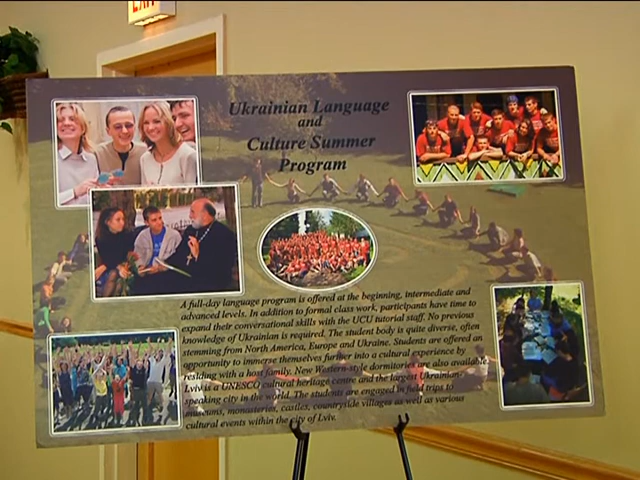 EXIT
Ukrainian Language
and
Culture Summer
Program
A full-day language program is offered at the beginning, intermediate and
advanced levels. In addition to formal class work, participants have time to
expand their conversational skills with the UCU tutorial staff. No previous
knowledge of Ukrainian is required. The student body is quite diverse, often
stemming from North America, Europe and Ukraine. Students are offered an
opportunity to immerse themselves further into a cultural experience by
residing with a host family. New Western-style dormitories are also available.
Lviv is a UNESCO cultural heritage centre and the largest Ukrainian-
speaking city in the world. The students are engaged in field trips to
museums, monasteries, castles, countryside villages as well as various
cultural events within the city of Lviv.